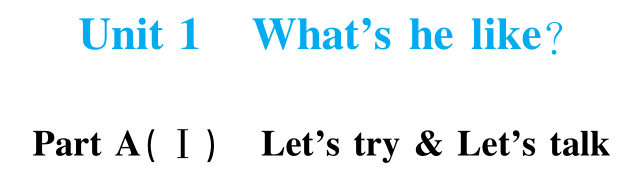 Unit 1 What's he like?
Part A(Ⅰ) Let's try & Let's talk